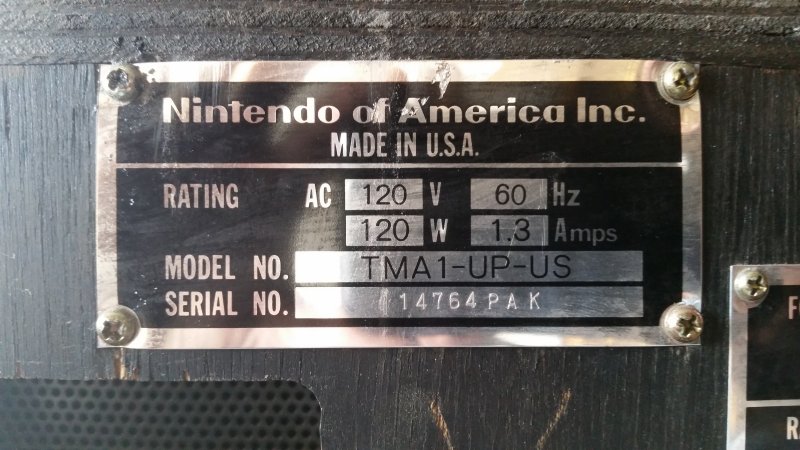 Nintendo of America Inc.
MADE IN U.S.A.
RATING AC 120 V 60 Hz
120 W 1.3 Amps
MODEL NO. TMA1-UP-US
SERIAL NO. 14764PAK